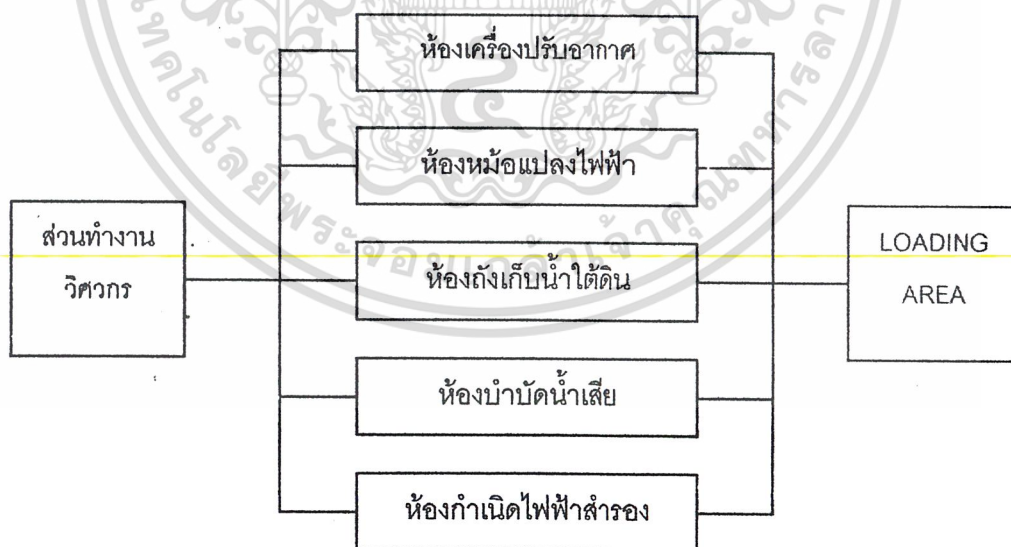 ห้องเครื่องปรับอากาศ
ห้องหม้อแปลงไฟฟ้า
ส่วนทำงาน
วิศวกร
ห้องถังเก็บน้ำใต้ดิน
LOADING
AREA
ห้องบำบัดน้ำเสีย
ห้องกำเนิดไฟฟ้าสำรอง